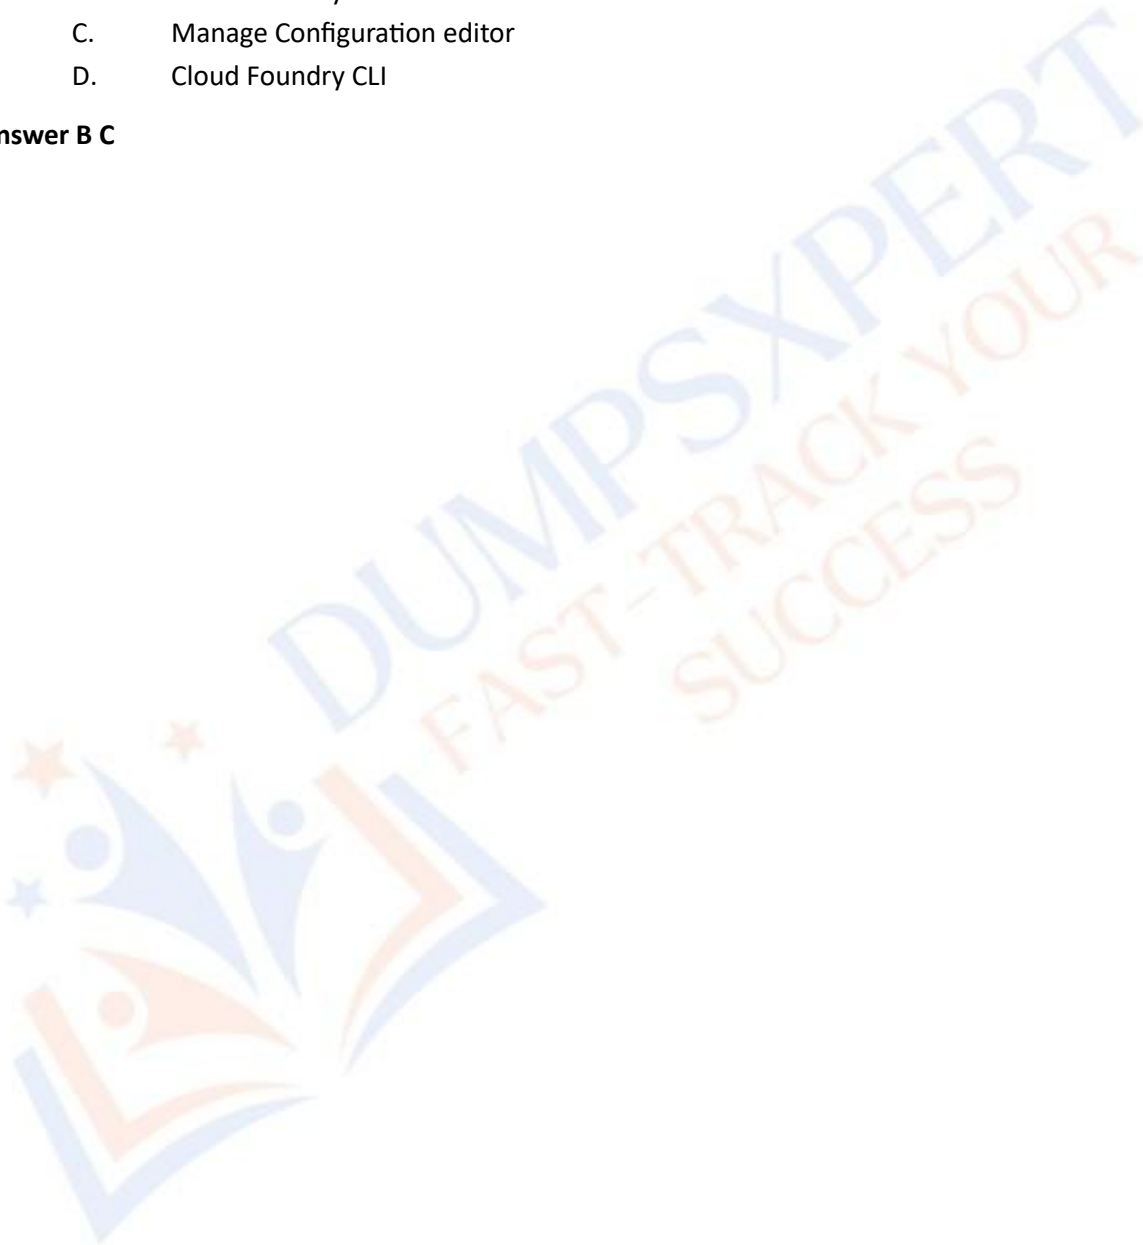 C. Manage Configuration editor
D. Cloud Foundry CLI
nswer B C
DUMPSXPERT
FAST-TRACK YOUR
SUCCESS